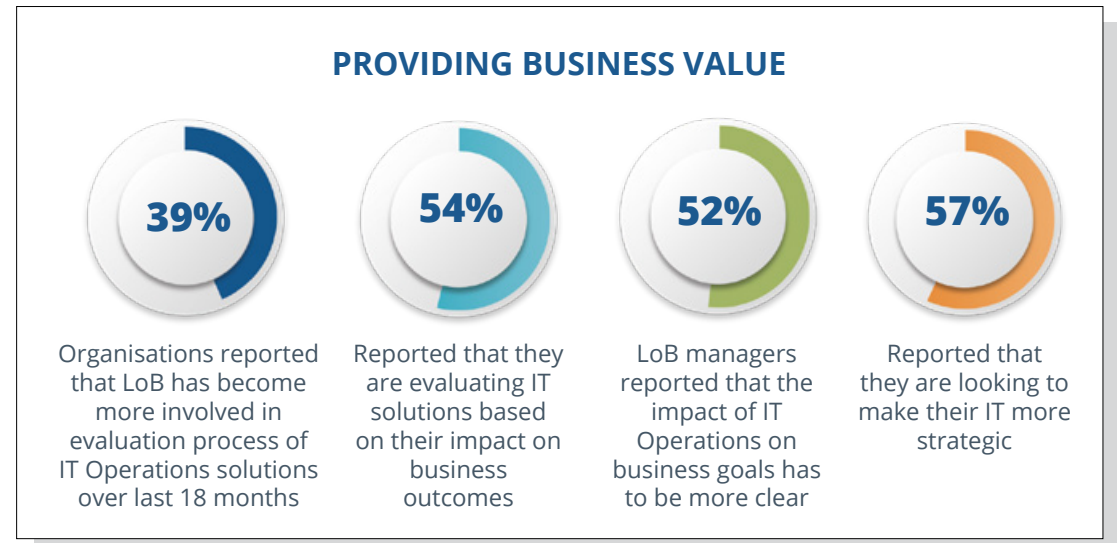 PROVIDING BUSINESS VALUE
39%
Organisations reported
that LoB has become
more involved in
evaluation process of
IT Operations solutions
over last 18 months
54%
Reported that they
are evaluating IT
solutions based
on their impact on
business
outcomes
52%
LoB managers
reported that the
impact of IT
Operations on
business goals has
to be more clear
57%
Reported that
they are looking to
make their IT more
strategic